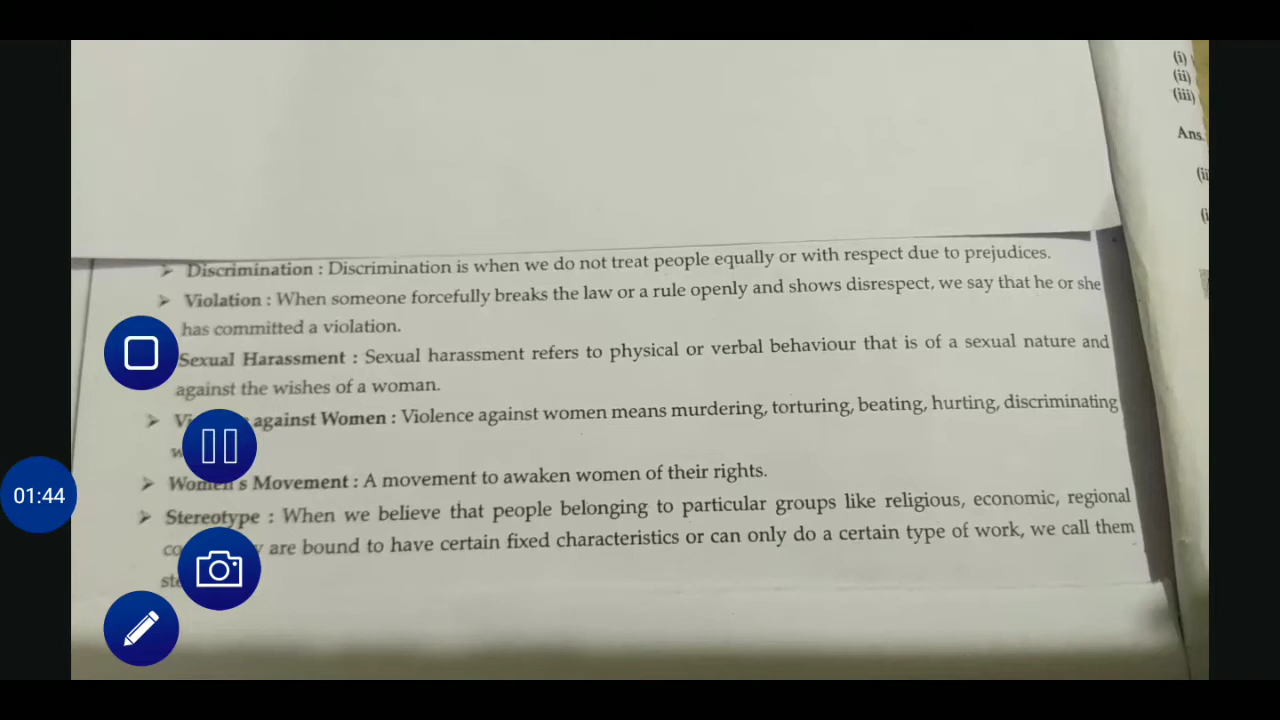 (i)
(ii)
(iii)
Ans.
➢ Discrimination : Discrimination is when we do not treat people equally or with respect due to prejudices.
➢ Violation : When someone forcefully breaks the law or a rule openly and shows disrespect, we say that he or she
has committed a violation.
Sexual Harassment : Sexual harassment refers to physical or verbal behaviour that is of a sexual nature and
against the wishes of a woman.
➢ against Women : Violence against women means murdering, torturing, beating, hurting, discriminating
➢ Women's Movement : A movement to awaken women of their rights.
➢ Stereotype : When we believe that people belonging to particular groups like religious, economic, regional
are bound to have certain fixed characteristics or can only do a certain type of work, we call them
01:44